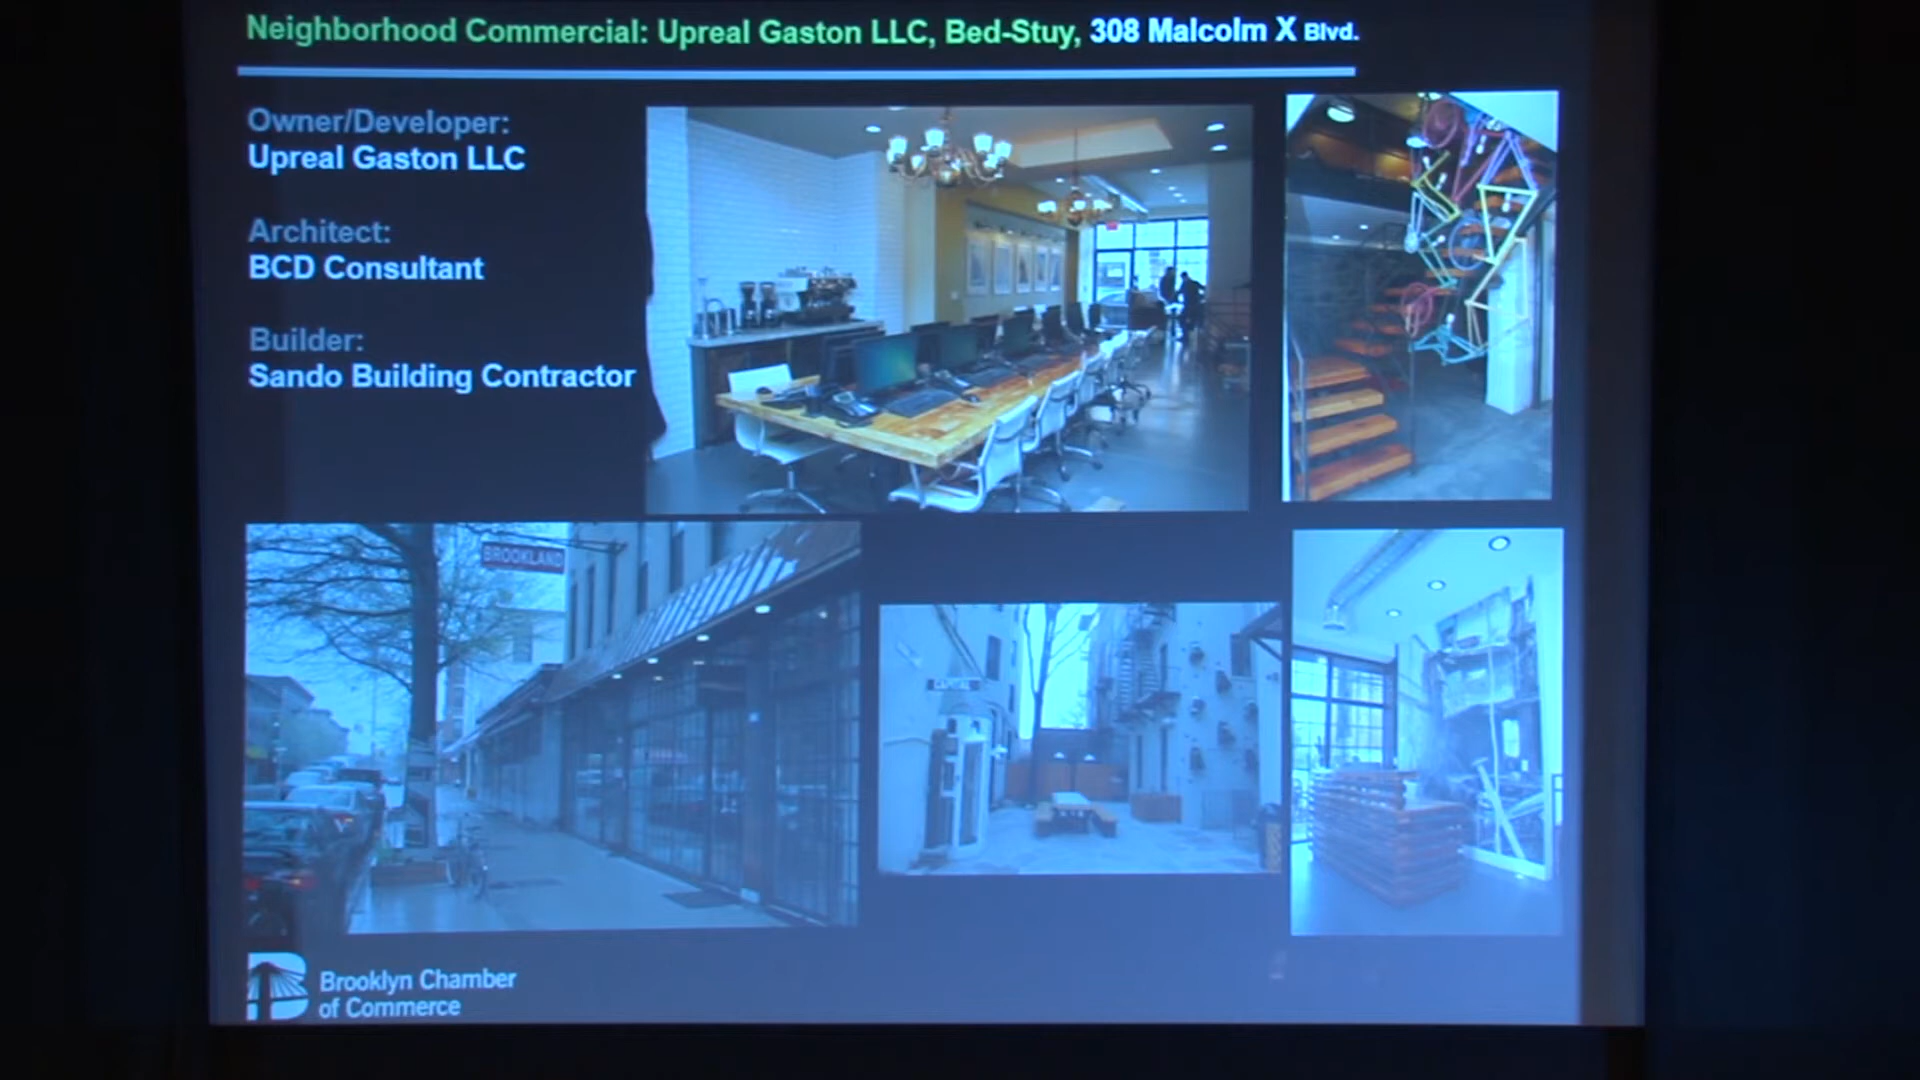 Neighborhood Commercial: Upreal Gaston LLC, Bed-Stuy, 308 Malcolm X Blvd.
Owner/Developer:
Upreal Gaston LLC
Architect:
BCD Consultant
Builder:
Sando Building Contractor
BROOKLAND
CAPITAL
B
Brooklyn Chamber
of Commerce